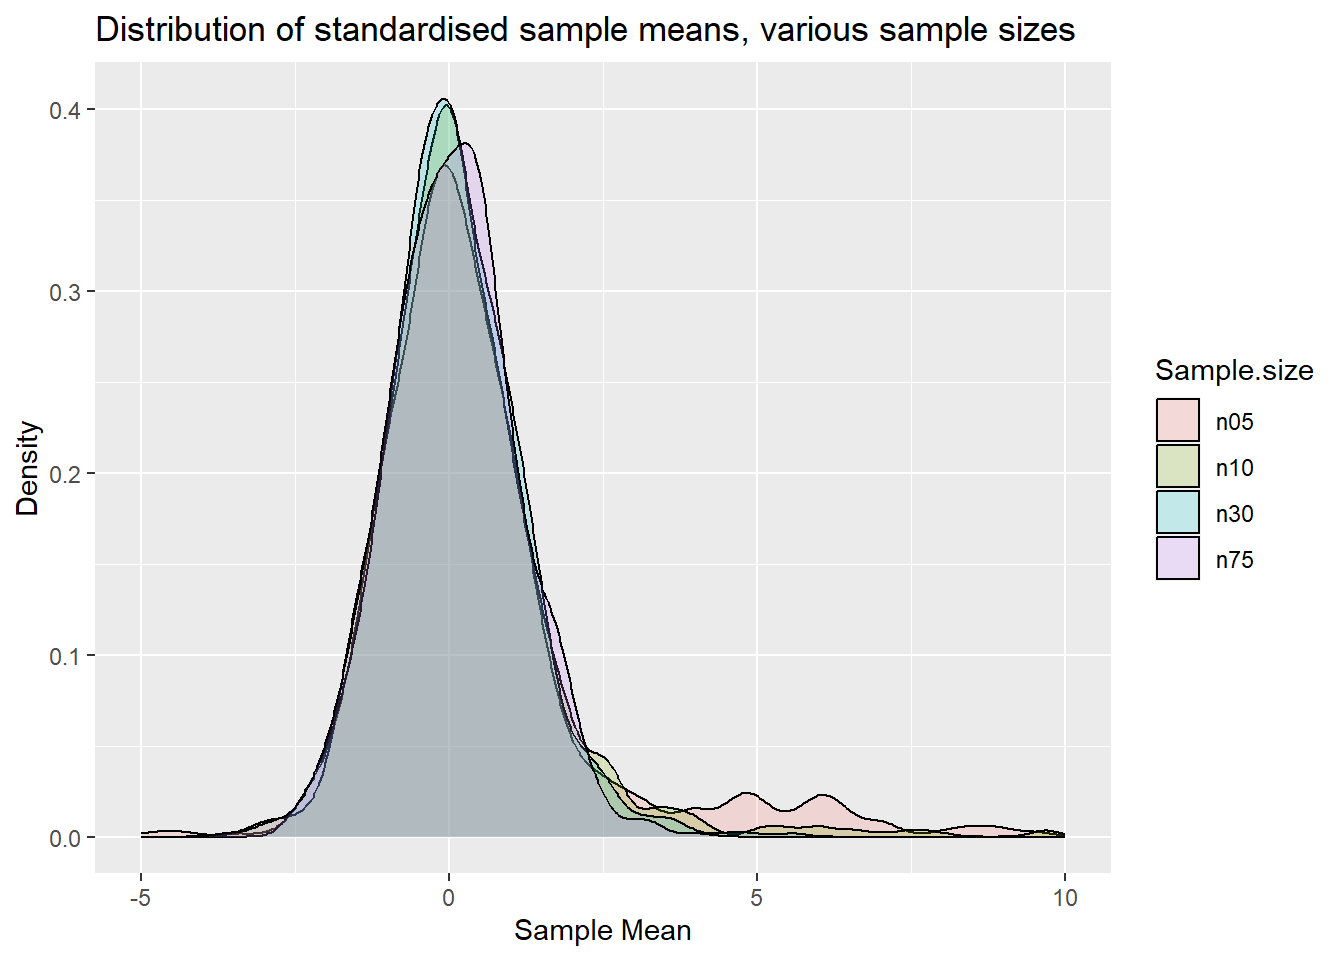 Distribution of standardised sample means, various sample sizes
0.4
0.3
0.2
0.1
0.0
Density
-5
0
5
10
Sample Mean
Sample.size
n05
n10
n30
n75